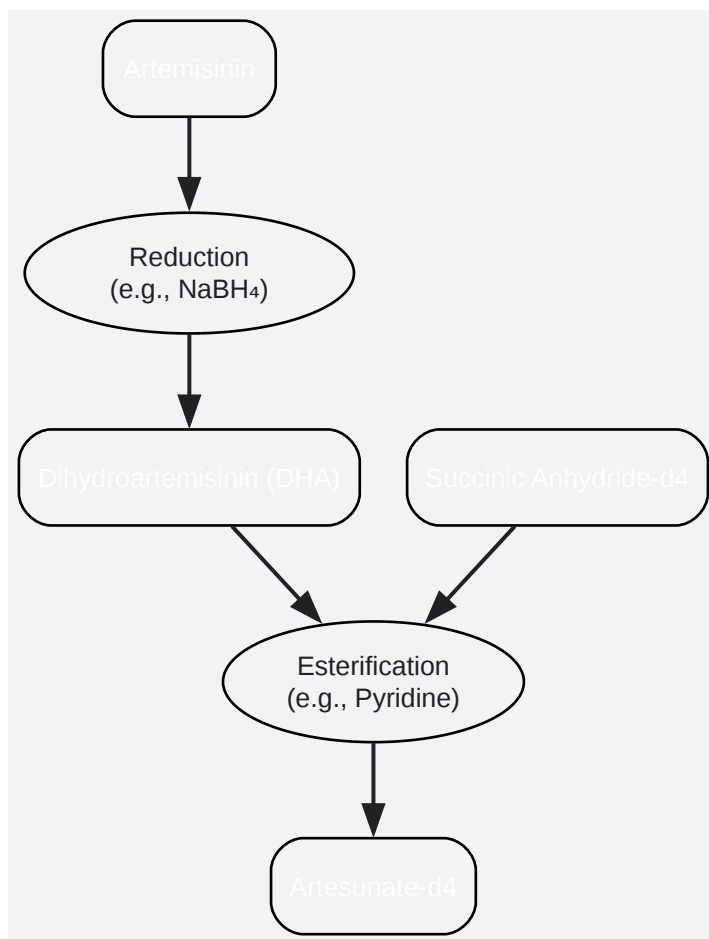 Artemisinin
Reduction
(e.g., NaBH₄)
Dihydroartemisinin (DHA)
Succinic Anhydride-d4
Esterification
(e.g., Pyridine)
Artesunate-d4